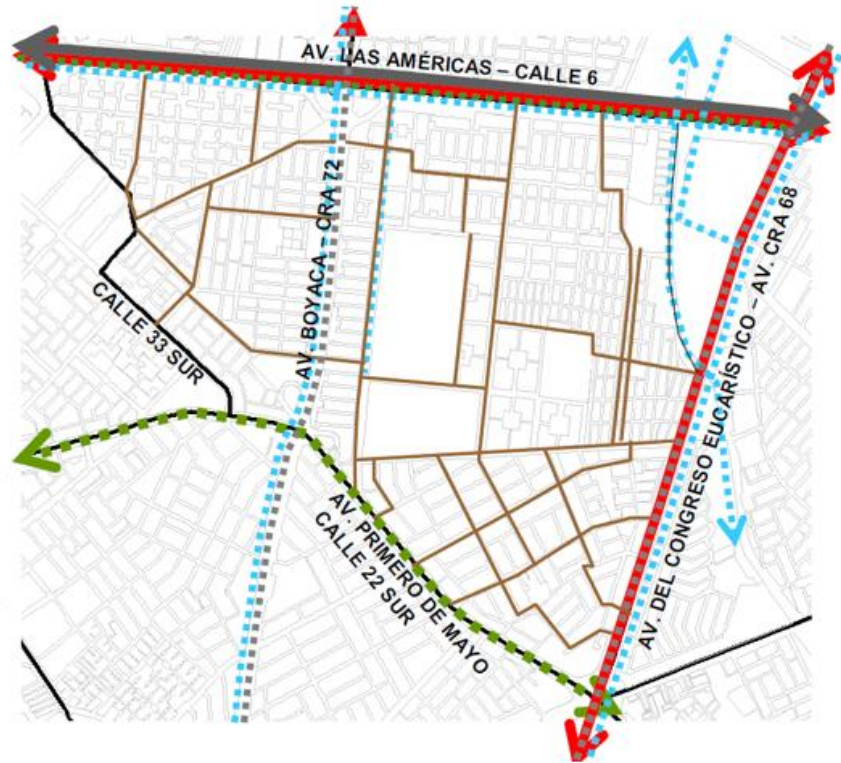 AV. LAS AMÉRICAS – CALLE 6
AV. BOYACA – CRA 72
CALLE 33 SUR
AV. DEL CONGRESO EUCARÍSTICO – AV. CRA 68
AV. PRIMERO DE MAYO
CALLE 22 SUR